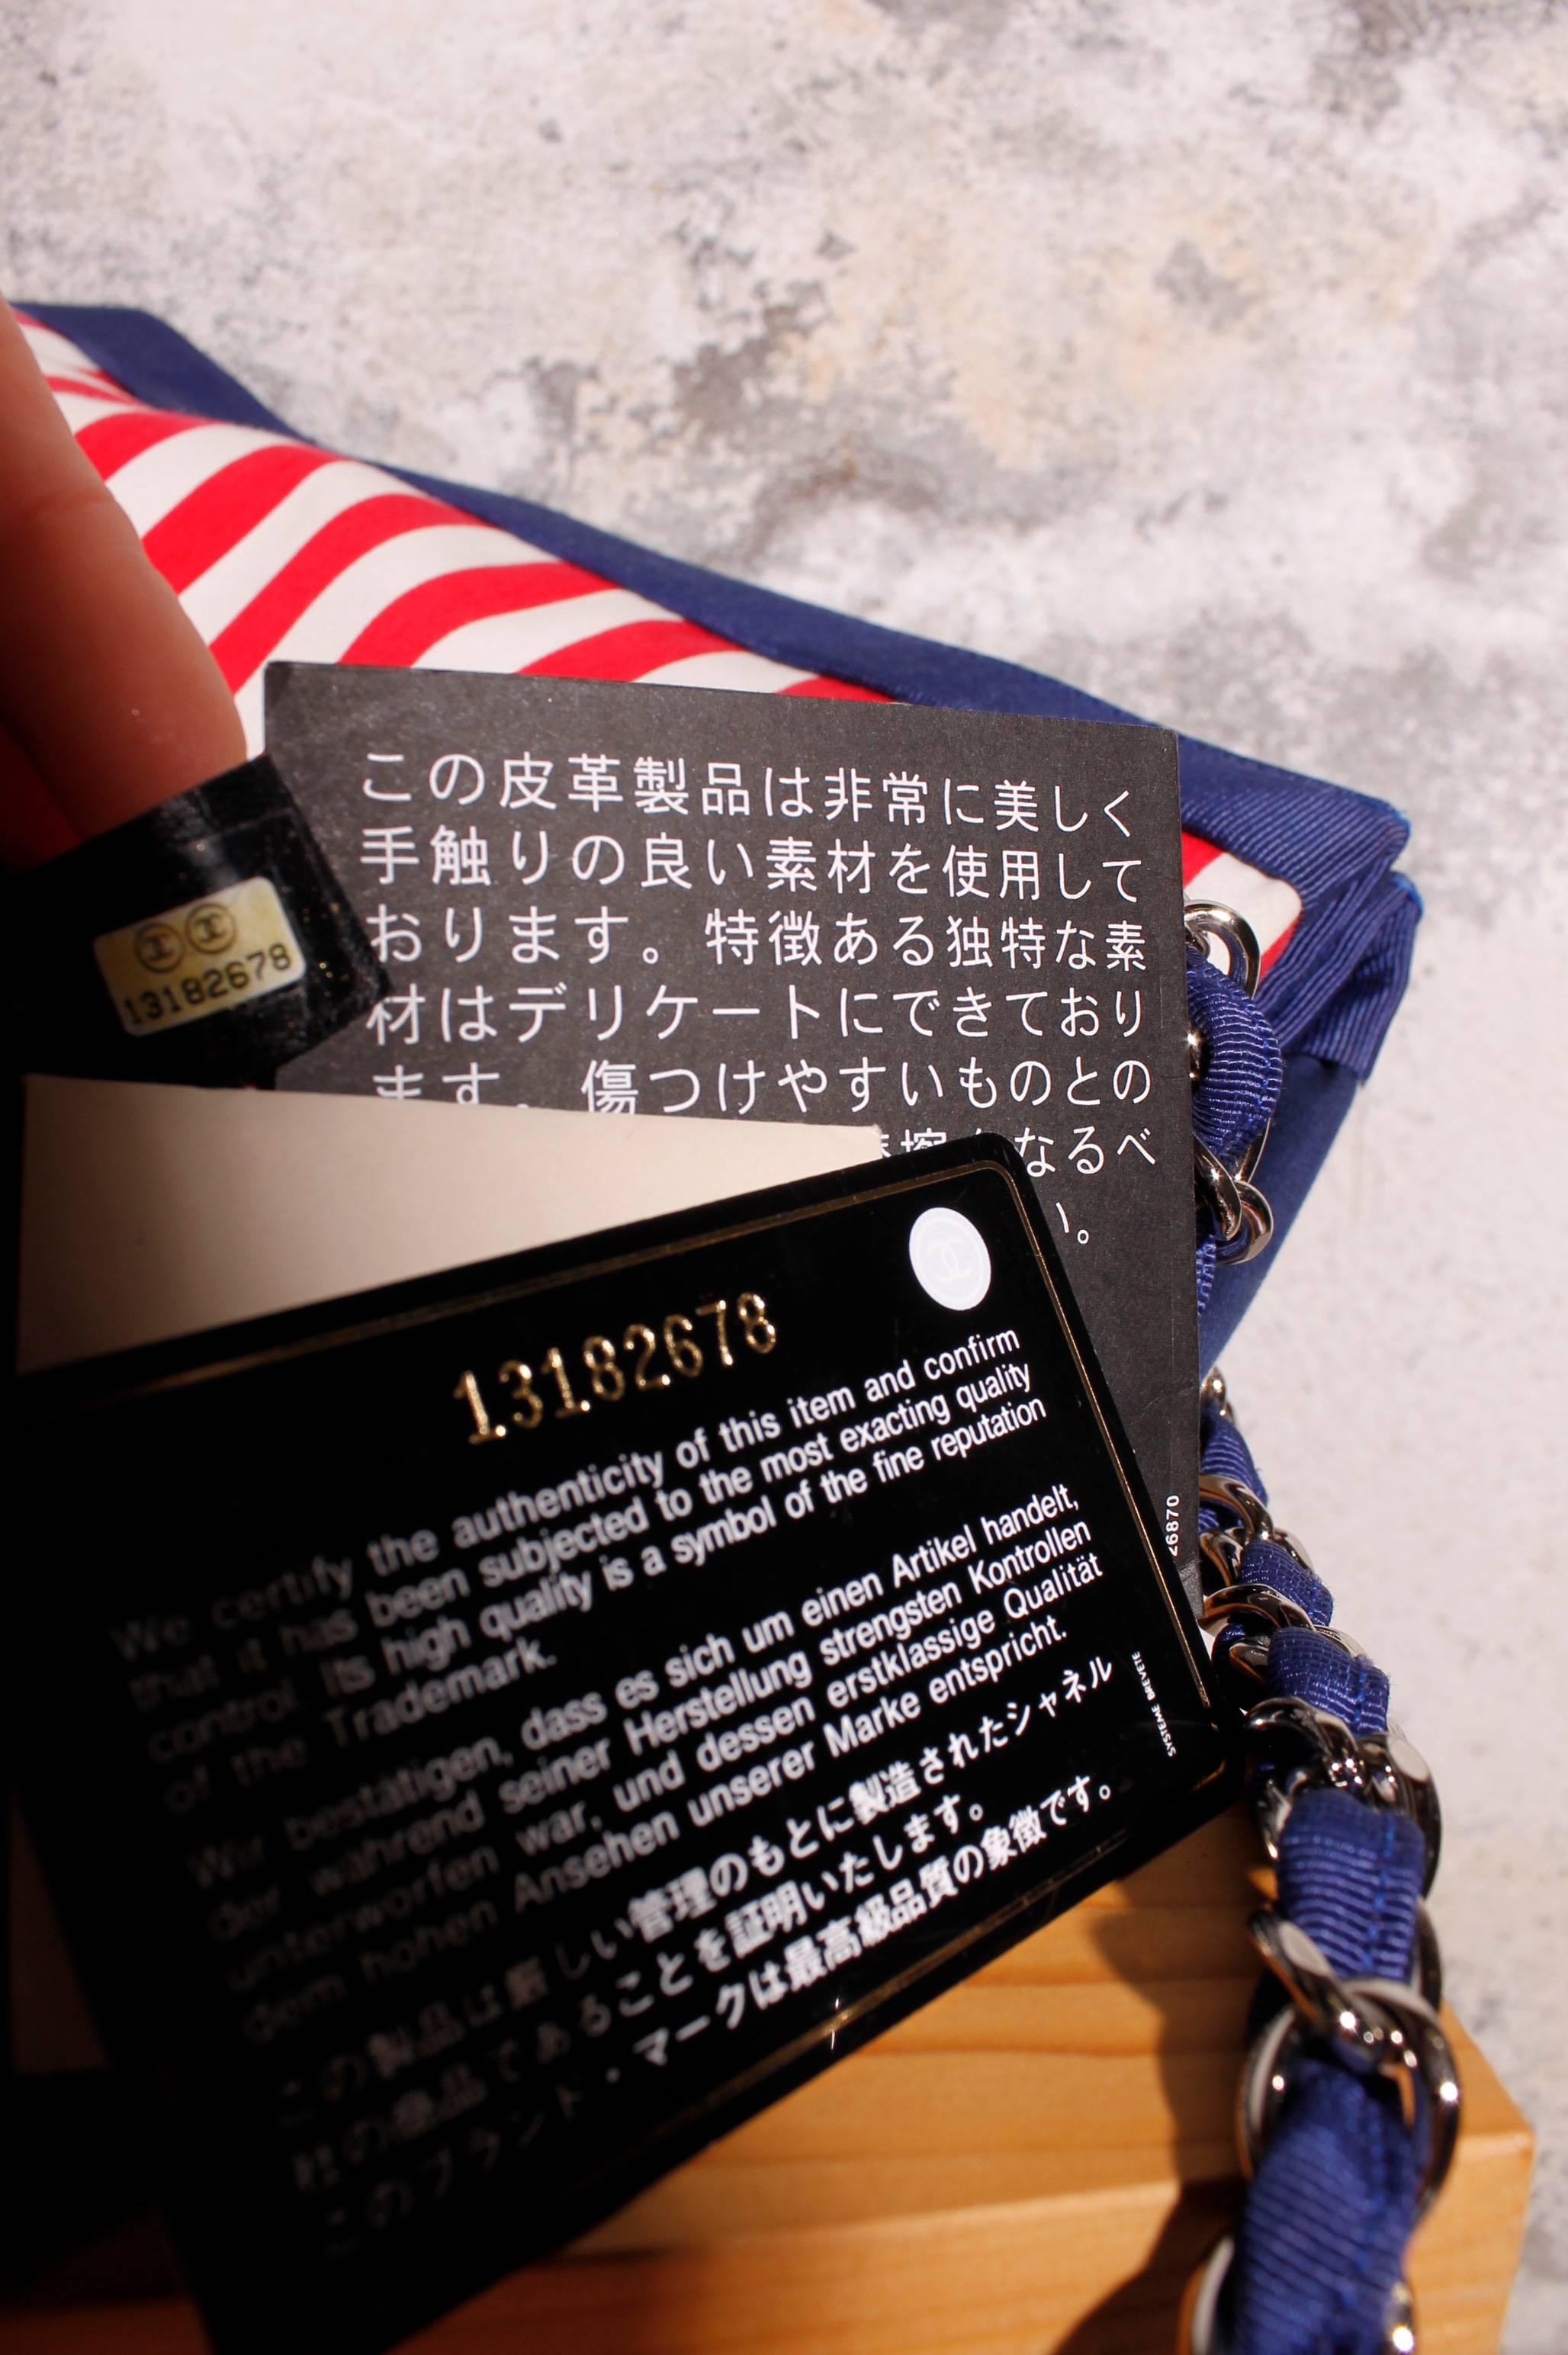 この皮革製品は非常に美しく
手触りの良い素材を使用して
おります。特徴ある独特な素
材はデリケートにできており
ます。傷つけやすいものとの
なるべ
い。
13182678
26870
13182678
We certify the authenticity of this item and confirm
that it has been subjected to the most exacting quality
control. Its high quality is a symbol of the fine reputation
of the Trademark.
Wir bestätigen, dass es sich um einen Artikel handelt,
der während seiner Herstellung strengsten Kontrollen
unterworfen war, und dessen erstklassige Qualität
dem hohen Ansehen unserer Marke entspricht.
この製品は厳しい管理のもとに製造されたシャネル
社の商品であることを証明いたします。
このブランド・マークは最高級品質の象徴です。
SYSTEME BREVETE